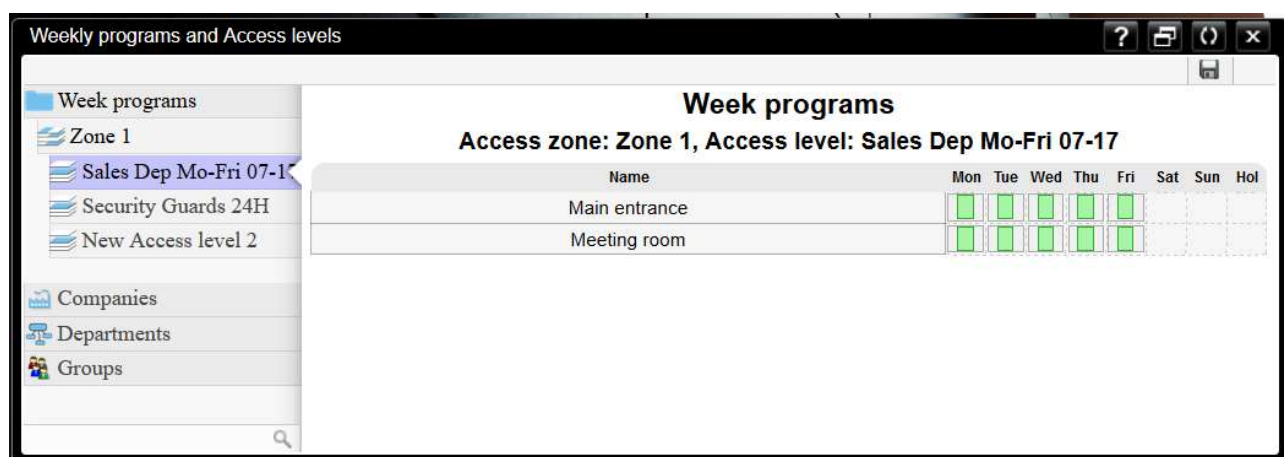 Weekly programs and Access levels
?
Week programs
Zone 1
Sales Dep Mo-Fri 07-1
Security Guards 24H
New Access level 2
Companies
Departments
Groups
Week programs
Access zone: Zone 1, Access level: Sales Dep Mo-Fri 07-17
Name Mon Tue Wed Thu Fri Sat Sun Hol
Main entrance
Meeting room